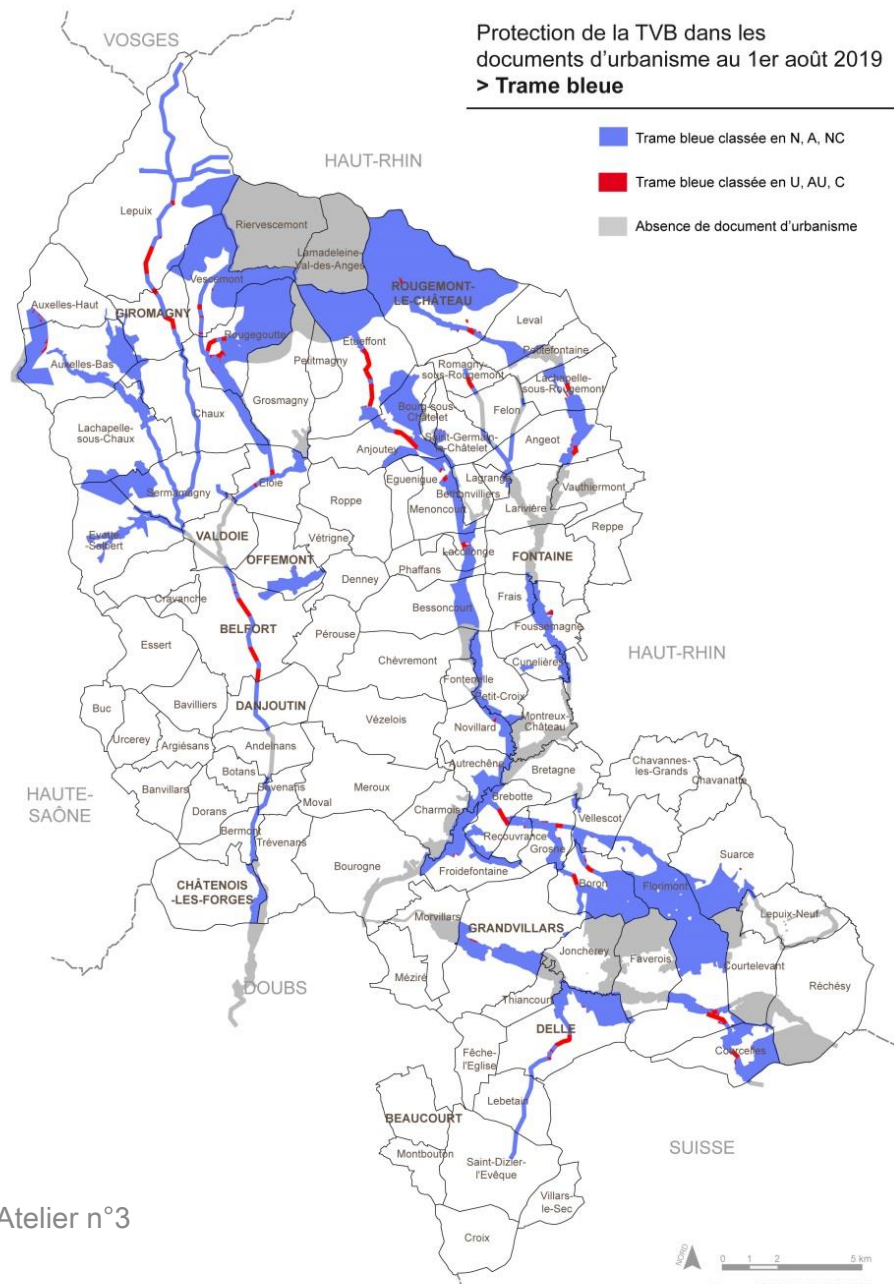 Protection de la TVB dans les
documents d'urbanisme au 1er août 2019
> Trame bleue
Trame bleue classée en N, A, NC
Trame bleue classée en U, AU, C
Absence de document d'urbanisme
VOSGES
HAUT-RHIN
Lepuix
Riervescemont
Lamadeleine-
Val-des-Anges
Vescemont
ROUGEMONT-
LE-CHÂTEAU
Auxelles-Haut
GIROMAGNY
Leval
Rougegoutte
Etueffont
Petitefontaine
Petitmagny
Auxelles-Bas
Romagny-
sous-Rougemont
Lachapelle-
sous-Rougemont
Grosmagny
Chaux
Bourg-sous-
Châtelet
Felon
Lachapelle-
sous-Chaux
Saint-Germain-
le-Châtelet
Angeot
Anjoutey
Eloie
Eguenigue
Lagrange
Bethonvilliers
Vauthiermont
Sermamagny
Roppe
Menoncourt
Larivière
Evette
-Salbert
VALDOIE
Vétrigne
Reppe
OFFEMONT
Lacollonge
FONTAINE
Phaffans
Denney
Cravanche
Frais
Bessoncourt
BELFORT
Foussemagne
Pérouse
Essert
HAUT-RHIN
Chèvremont
Cunelières
Fontenelle
Petit-Croix
Buc
Bavilliers
DANJOUTIN
Vézelois
Novillard
Montreux-
Château
Urcerey
Argiésans
Andelnans
Autrechêne
Bretagne
Chavannes-
les-Grands
Chavanatte
Botans
HAUTE-
SAÔNE
Banvillars
Sevenans
Moval
Meroux
Brebotte
Dorans
Charmois
Vellescot
Bermont
Trévenans
Recouvrance
Grosne
Bourogne
Froidefontaine
Suarce
CHÂTENOIS
-LES-FORGES
Boron
Florimont
Morvillars
GRANDVILLARS
Lepuix-Neuf
Joncherey
Faverois
Courtelevant
Méziré
Réchésy
DOUBS
Thiancourt
DELLE
Fêche-
l'Eglise
Courcelles
Lebetain
BEAUCOURT
Montbouton
Saint-Dizier-
l'Evêque
SUISSE
Villars-
le-Sec
Croix
Atelier n°3
NORD
0 1 2 5 km